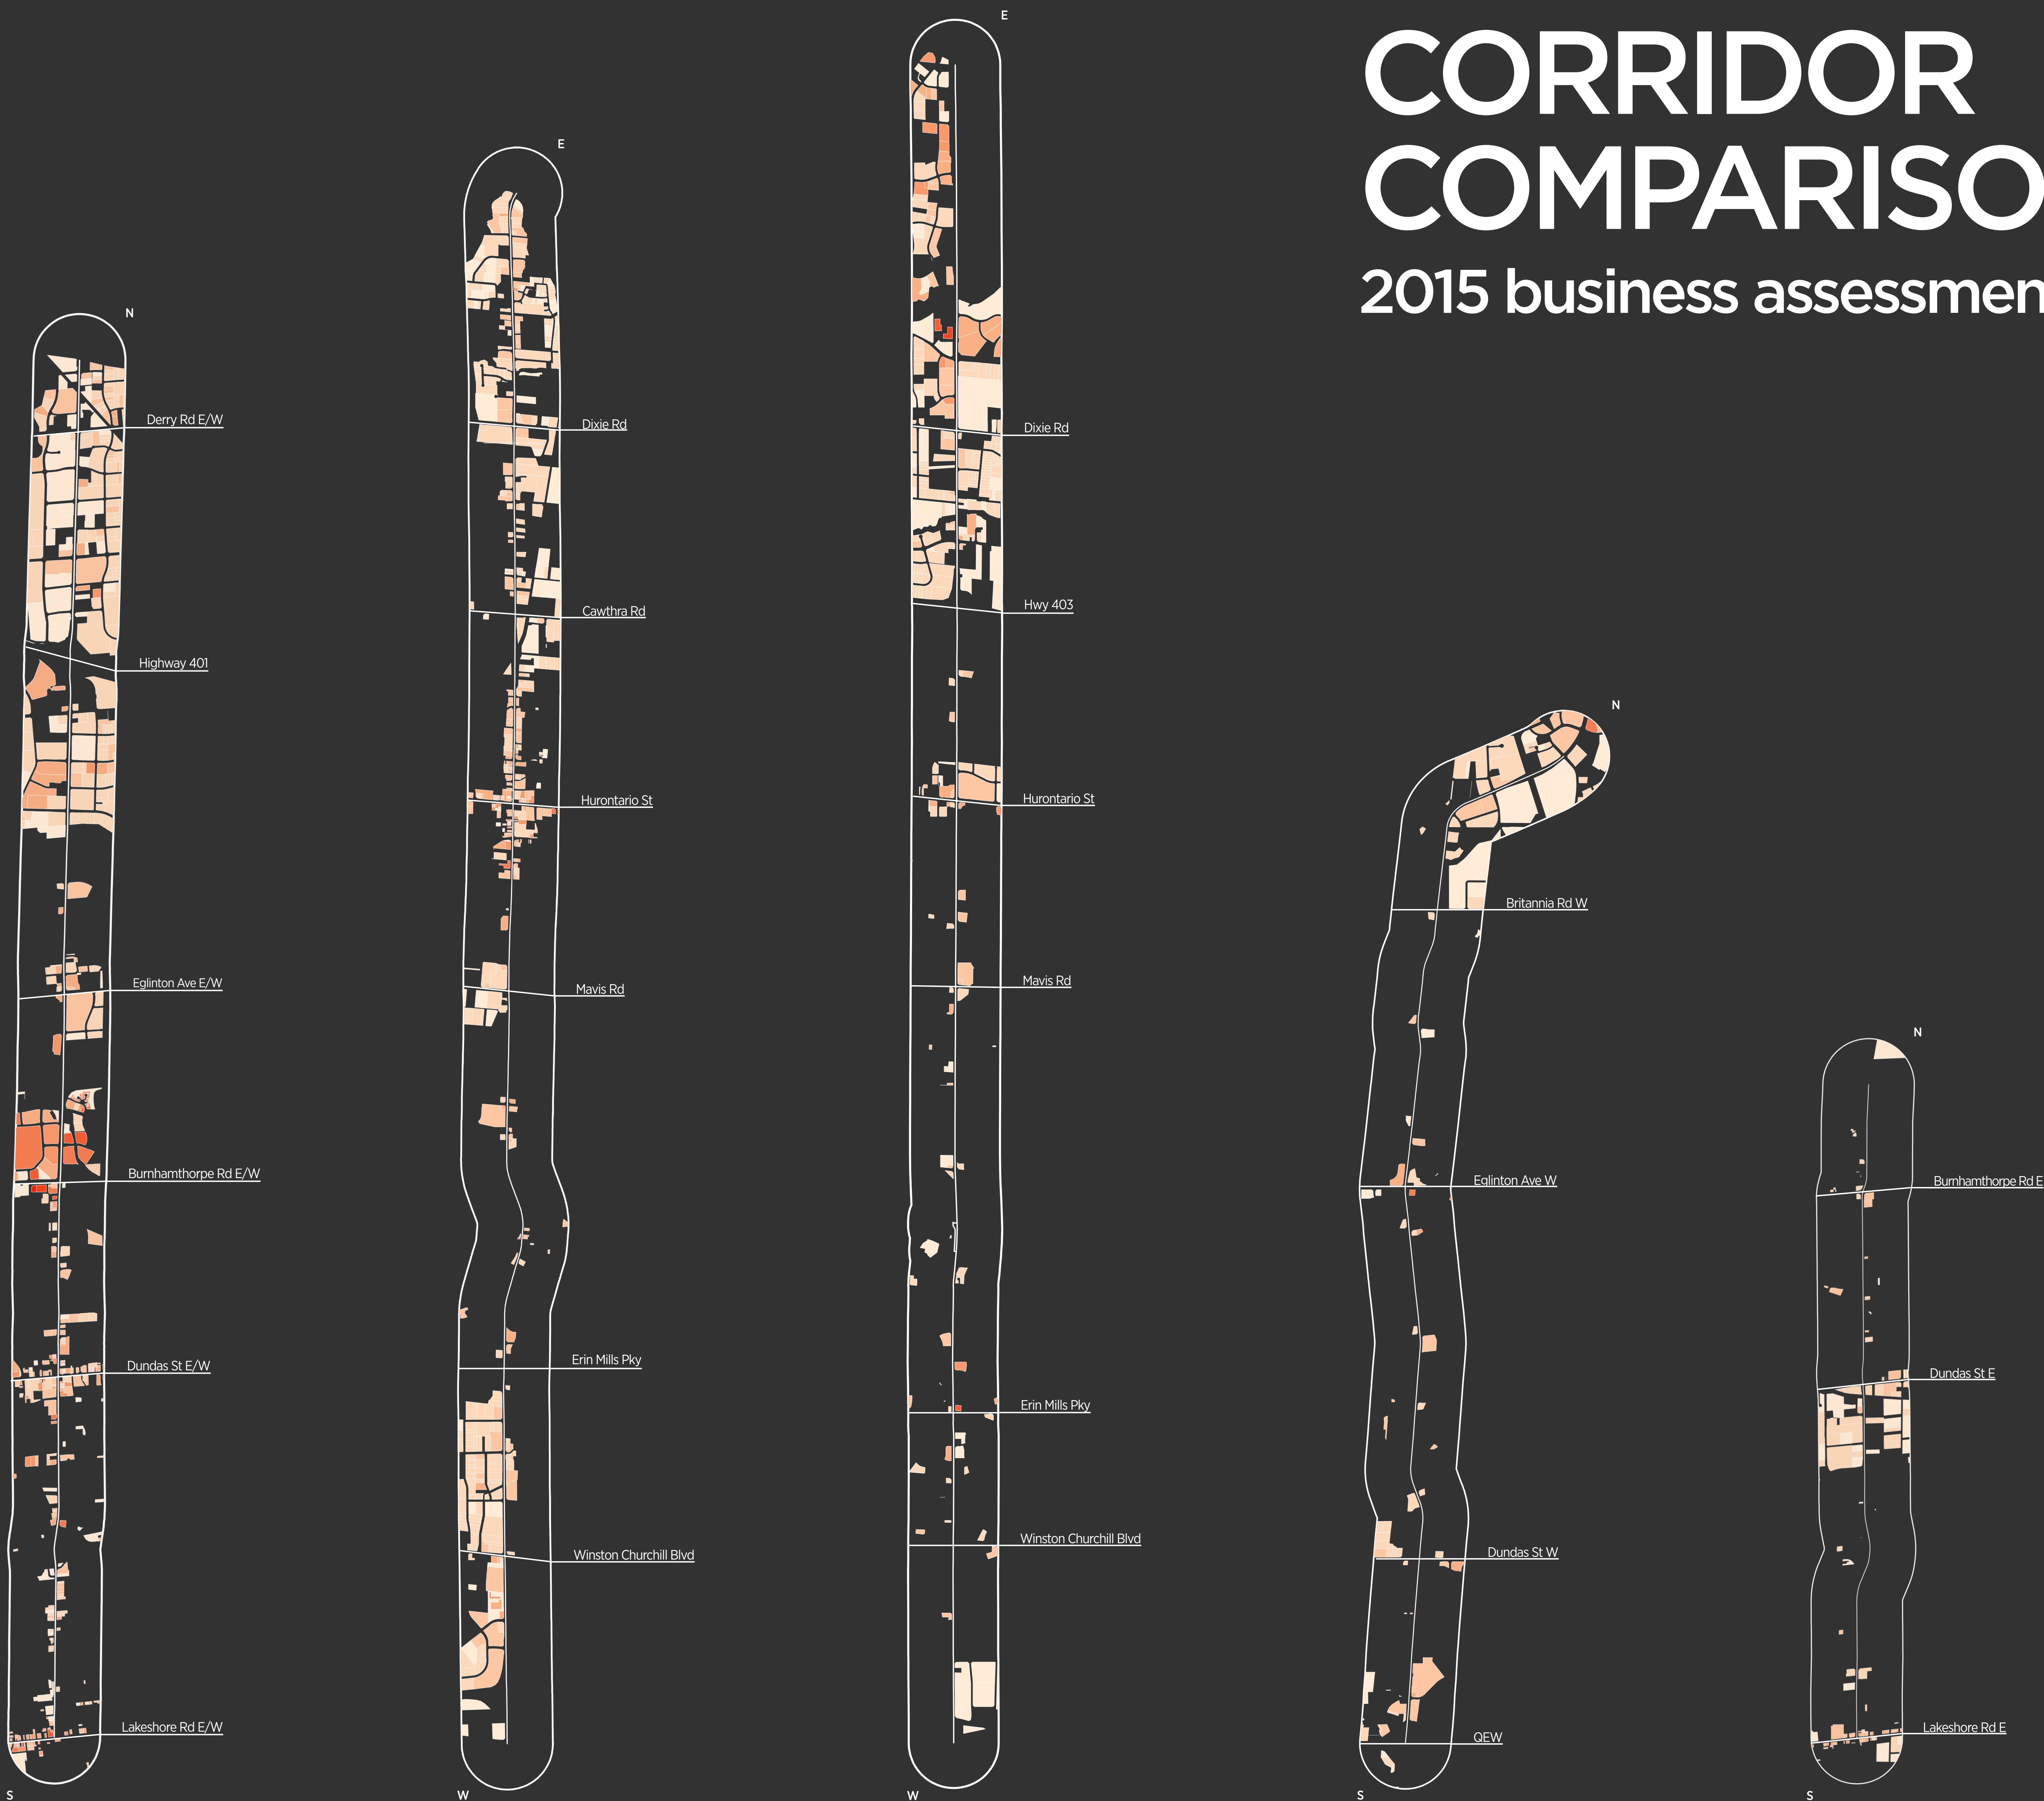 CORRIDOR
COMPARISO
2015 business assessmen
N
Derry Rd E/W
Highway 401
Eglinton Ave E/W
Burnhamthorpe Rd E/W
Dundas St E/W
Lakeshore Rd E/W
S
E
Dixie Rd
Cawthra Rd
Hurontario St
Mavis Rd
Erin Mills Pky
Winston Churchill Blvd
W
E
Dixie Rd
Hwy 403
Hurontario St
Mavis Rd
Erin Mills Pky
Winston Churchill Blvd
W
N
Britannia Rd W
Eglinton Ave W
Dundas St W
QEW
S
N
Burnhamthorpe Rd E
Dundas St E
Lakeshore Rd E
S